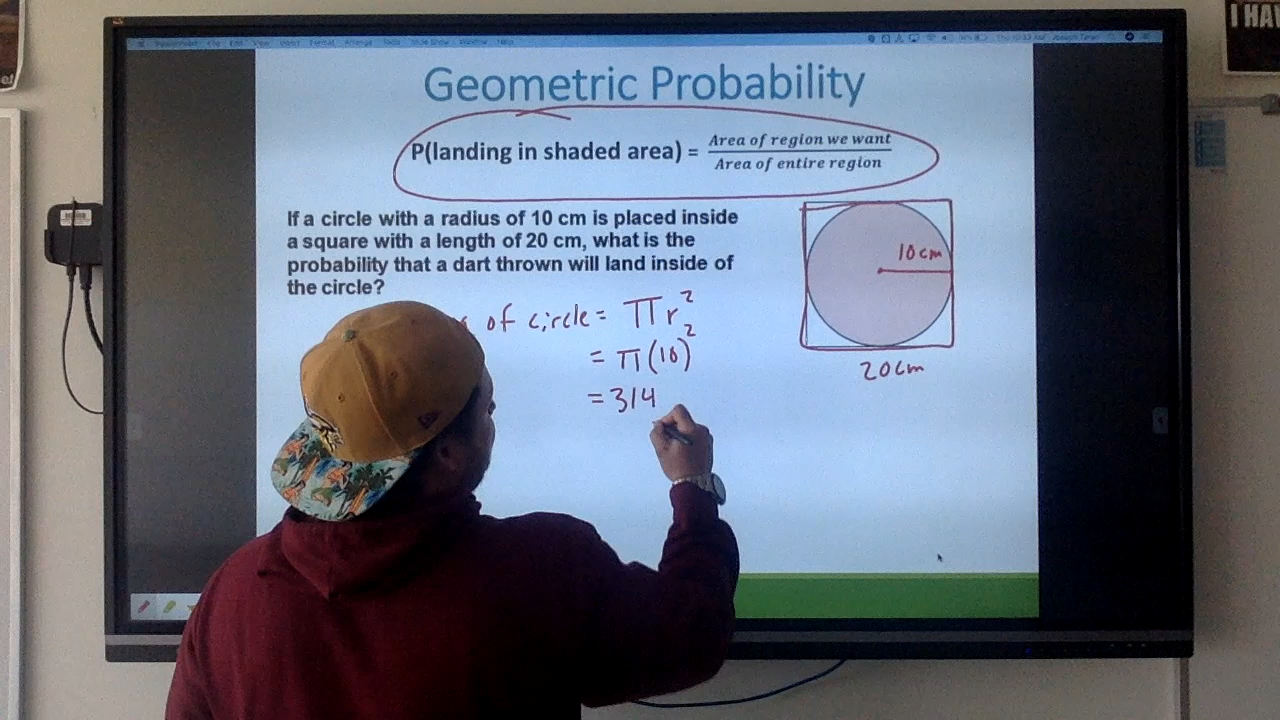 I HAV
Geometric Probability
P(landing in shaded area) = Area of region we want / Area of entire region
If a circle with a radius of 10 cm is placed inside
a square with a length of 20 cm, what is the
probability that a dart thrown will land inside of
the circle?
10cm
20cm
of circle = πr²
= π(10)²
= 314